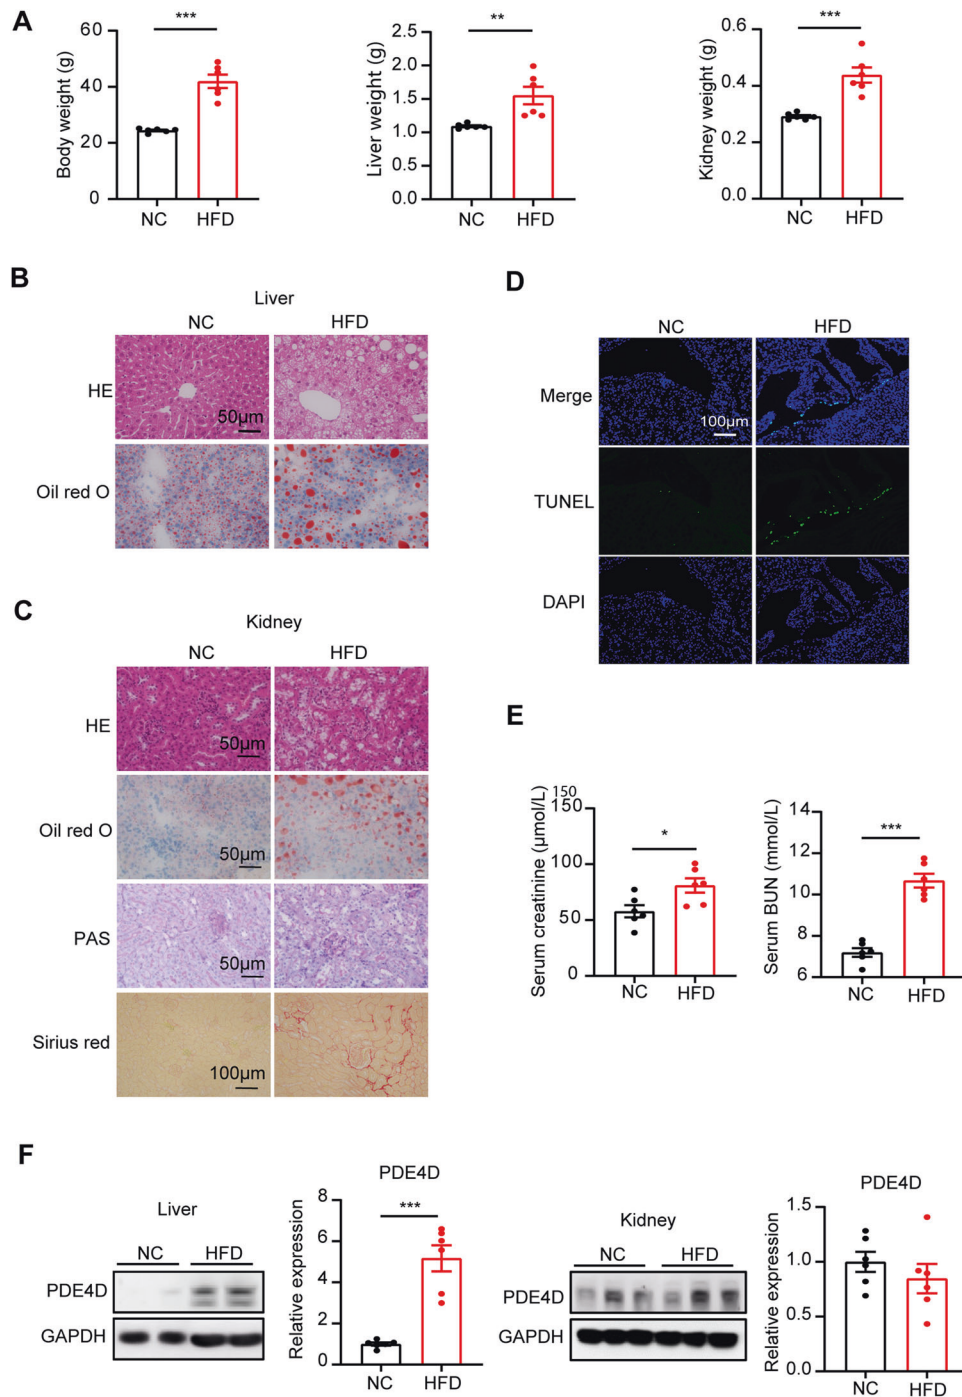 A
Body weight (g)
60
40
20
0
***
NC
HFD
Liver weight (g)
2.5
2.0
1.5
1.0
0.5
0.0
**
NC
HFD
Kidney weight (g)
0.6
0.4
0.2
0.0
***
NC
HFD
B
Liver
NC
HFD
HE
50µm
Oil red O
C
Kidney
NC
HFD
HE
50µm
Oil red O
50µm
PAS
50µm
Sirius red
100µm
D
NC
HFD
Merge
100µm
TUNEL
DAPI
E
Serum creatinine (µmol/L)
150
100
50
0
*
NC
HFD
Serum BUN (mmol/L)
14
12
10
8
6
***
NC
HFD
F
Liver
NC
HFD
PDE4D
GAPDH
PDE4D
Relative expression
8
6
4
2
0
***
NC
HFD
Kidney
NC
HFD
PDE4D
GAPDH
PDE4D
Relative expression
1.5
1.0
0.5
0.0
NC
HFD